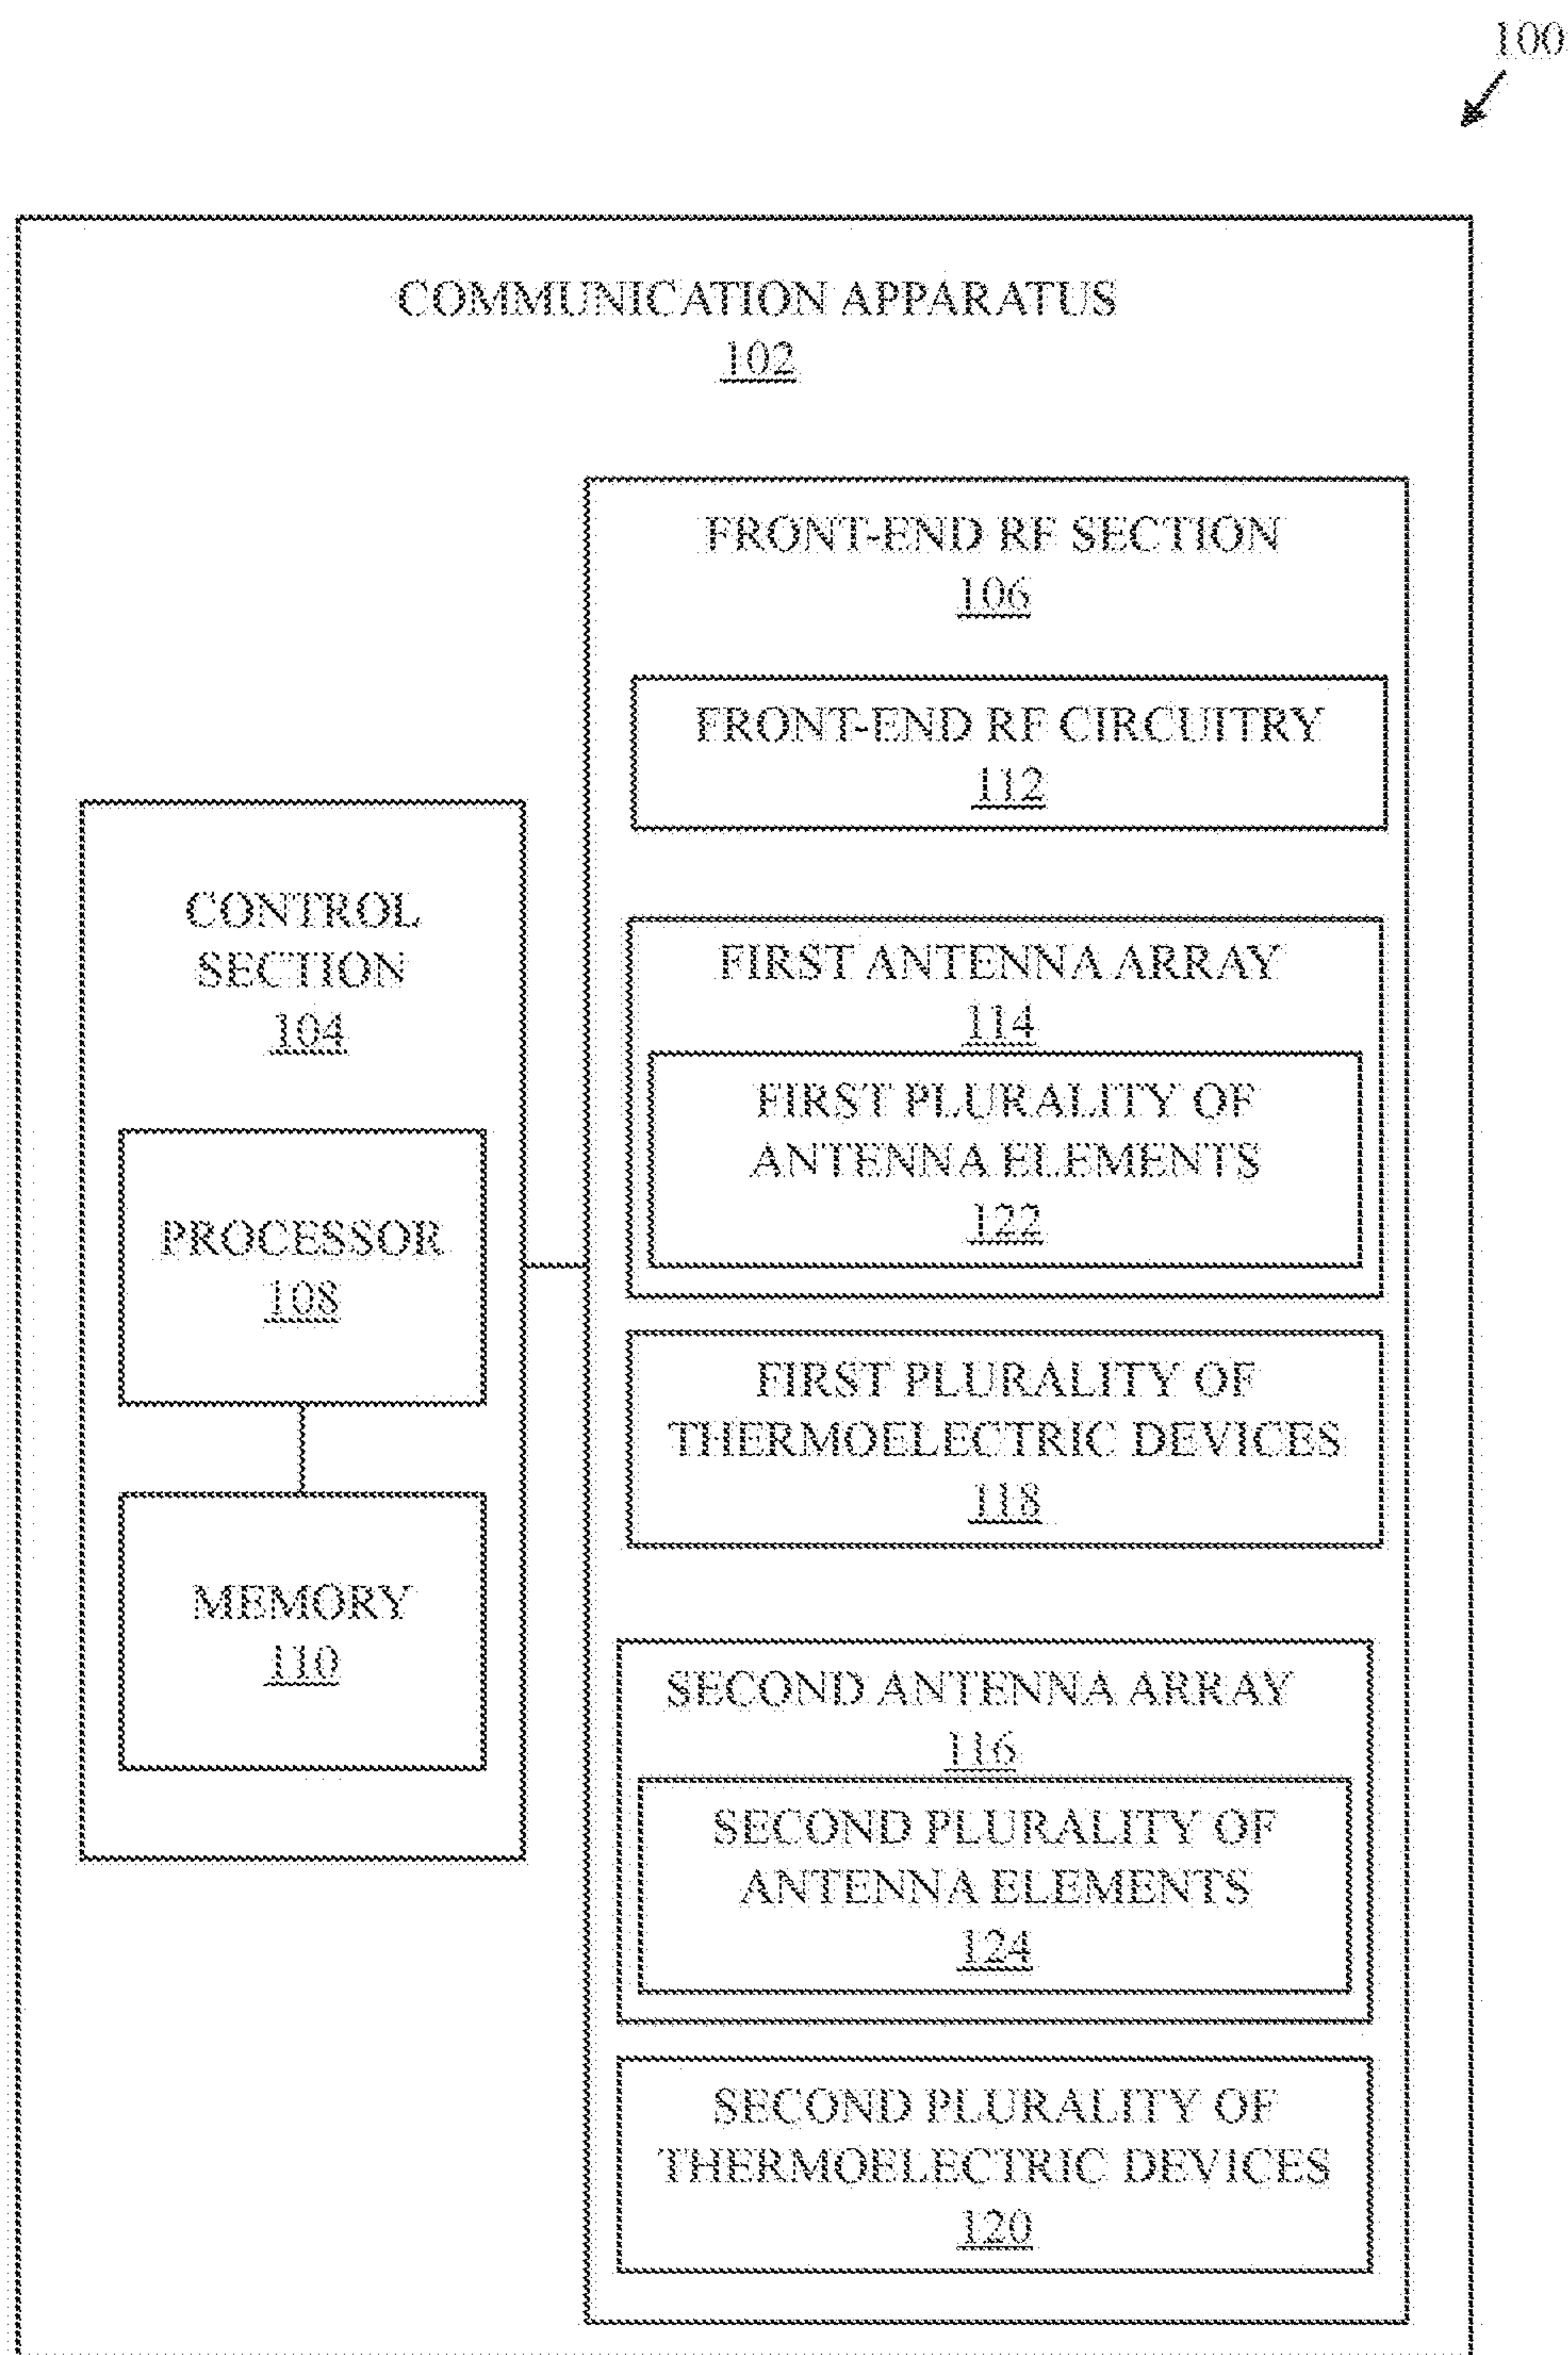 100
COMMUNICATION APPARATUS
102
FRONT-END RF SECTION
106
FRONT-END RF CIRCUITRY
112
CONTROL
SECTION
104
FIRST ANTENNA ARRAY
114
FIRST PLURALITY OF
ANTENNA ELEMENTS
122
PROCESSOR
108
FIRST PLURALITY OF
THERMOELECTRIC DEVICES
118
MEMORY
110
SECOND ANTENNA ARRAY
116
SECOND PLURALITY OF
ANTENNA ELEMENTS
124
SECOND PLURALITY OF
THERMOELECTRIC DEVICES
120